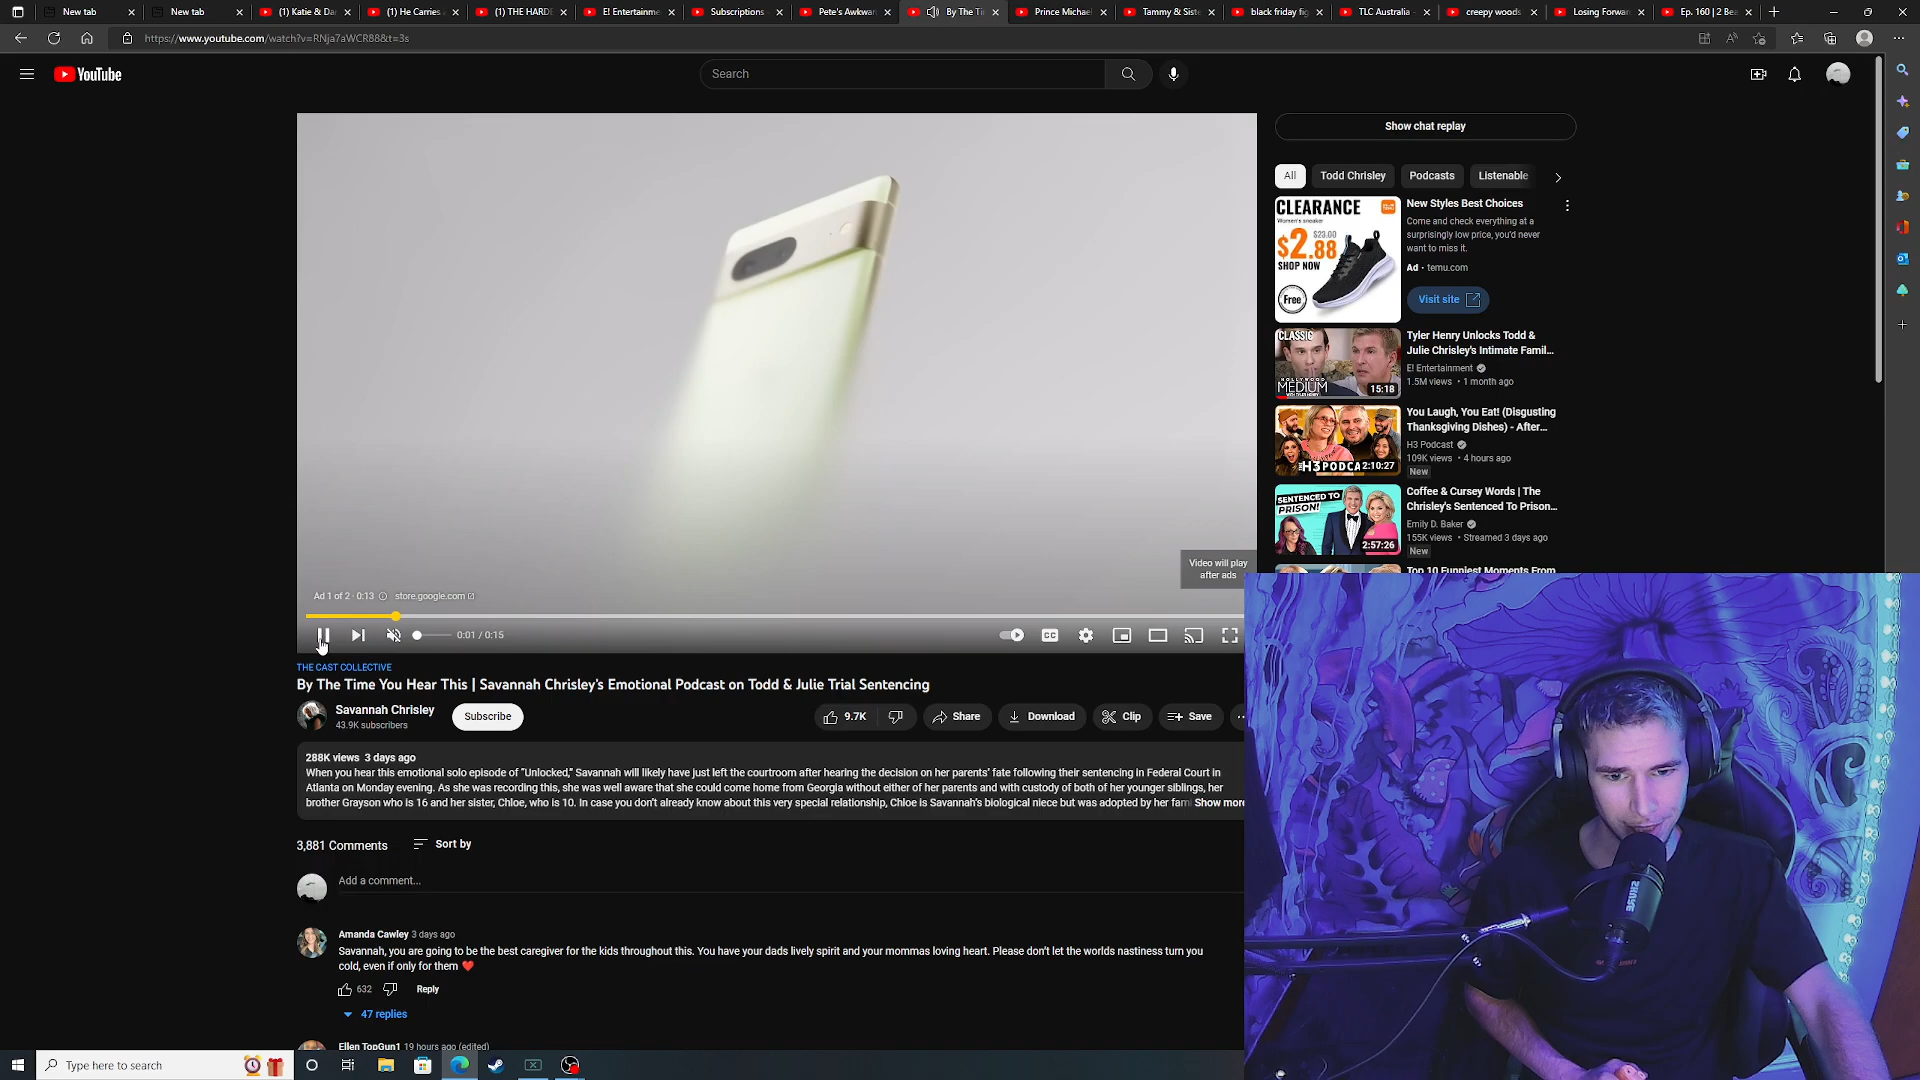 New tab
New tab
(1) Katie & Da
(1) He Carries
(1) THE HARDE
E! Entertainme
Subscriptions
Pete's Awkwar
By The Ti
Prince Michae
Tammy & Siste
black friday fig
TLC Australia -
creepy woods
Losing Forwar
Ep. 160 | 2 Be
https://www.youtube.com/watch?v=RNja7aWCR88&t=3s
YouTube
Search
Show chat replay
All
Todd Chrisley
Podcasts
Listenable
CLEARANCE
Women's sneaker
$23.00
$2.88
SHOP NOW
Free
New Styles Best Choices
Come and check everything at a
surprisingly low price, you'd never
want to miss it.
Ad · temu.com
Visit site
CLASSIC
HOLLYWOOD
MEDIUM
15:18
Tyler Henry Unlocks Todd &
Julie Chrisley's Intimate Famil...
E! Entertainment
1.5M views • 1 month ago
H3 PODCA
2:10:27
You Laugh, You Eat! (Disgusting
Thanksgiving Dishes) - After...
H3 Podcast
109K views • 4 hours ago
New
SENTENCED TO
PRISON!
2:57:26
Coffee & Cursey Words | The
Chrisley's Sentenced To Prison...
Emily D. Baker
155K views • Streamed 3 days ago
New
Top 10 Funniest Moments From
Video will play
after ads
Ad 1 of 2 · 0:13
store.google.com
0:01 / 0:15
CC
THE CAST COLLECTIVE
By The Time You Hear This | Savannah Chrisley's Emotional Podcast on Todd & Julie Trial Sentencing
Savannah Chrisley
43.9K subscribers
Subscribe
9.7K
Share
Download
Clip
Save
288K views 3 days ago
When you hear this emotional solo episode of "Unlocked," Savannah will likely have just left the courtroom after hearing the decision on her parents' fate following their sentencing in Federal Court in
Atlanta on Monday evening. As she was recording this, she was well aware that she could come home from Georgia without either of her parents and with custody of both of her younger siblings, her
brother Grayson who is 16 and her sister, Chloe, who is 10. In case you don't already know about this very special relationship, Chloe is Savannah's biological niece but was adopted by her fam Show more
3,881 Comments
Sort by
Add a comment...
Amanda Cawley 3 days ago
Savannah, you are going to be the best caregiver for the kids throughout this. You have your dads lively spirit and your mommas loving heart. Please don't let the worlds nastiness turn you
cold, even if only for them ❤️
632
Reply
47 replies
Ellen TopGun1 19 hours ago (edited)
SHURE
Type here to search